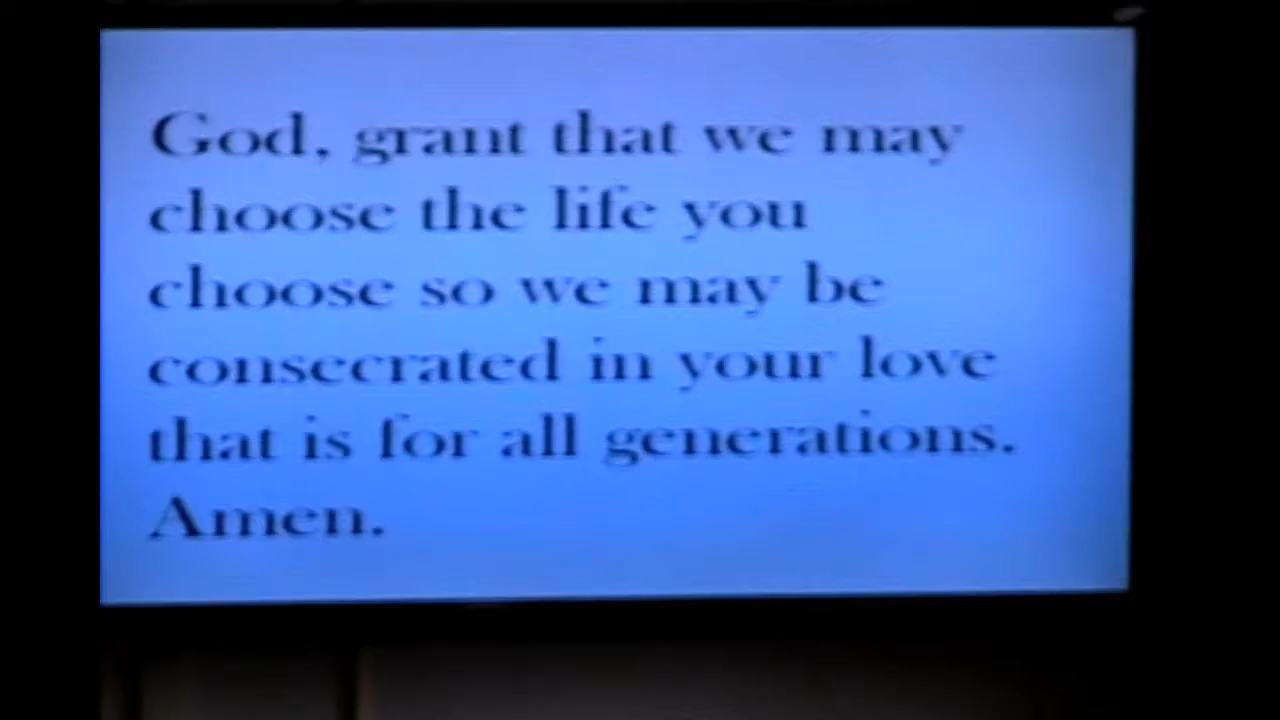 God, grant that we may
choose the life you
choose so we may be
consecrated in your love
that is for all generations.
Amen.